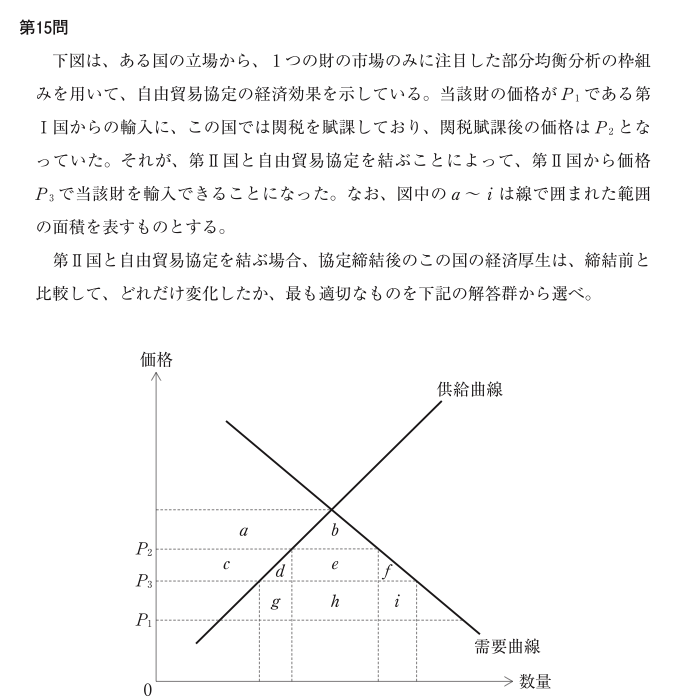 第15問
下図は、ある国の立場から、1つの財の市場のみに注目した部分均衡分析の枠組
みを用いて、自由貿易協定の経済効果を示している。当該財の価格がP₁である第
Ⅰ国からの輸入に、この国では関税を賦課しており、関税賦課後の価格はP₂とな
っていた。それが、第Ⅱ国と自由貿易協定を結ぶことによって、第Ⅱ国から価格
P₃で当該財を輸入できることになった。なお、図中のa〜iは線で囲まれた範囲
の面積を表すものとする。
第Ⅱ国と自由貿易協定を結ぶ場合、協定締結後のこの国の経済厚生は、締結前と
比較して、どれだけ変化したか、最も適切なものを下記の解答群から選べ。
価格
供給曲線
a b
P₂
c d e f
P₃
g h i
P₁
需要曲線
0 数量